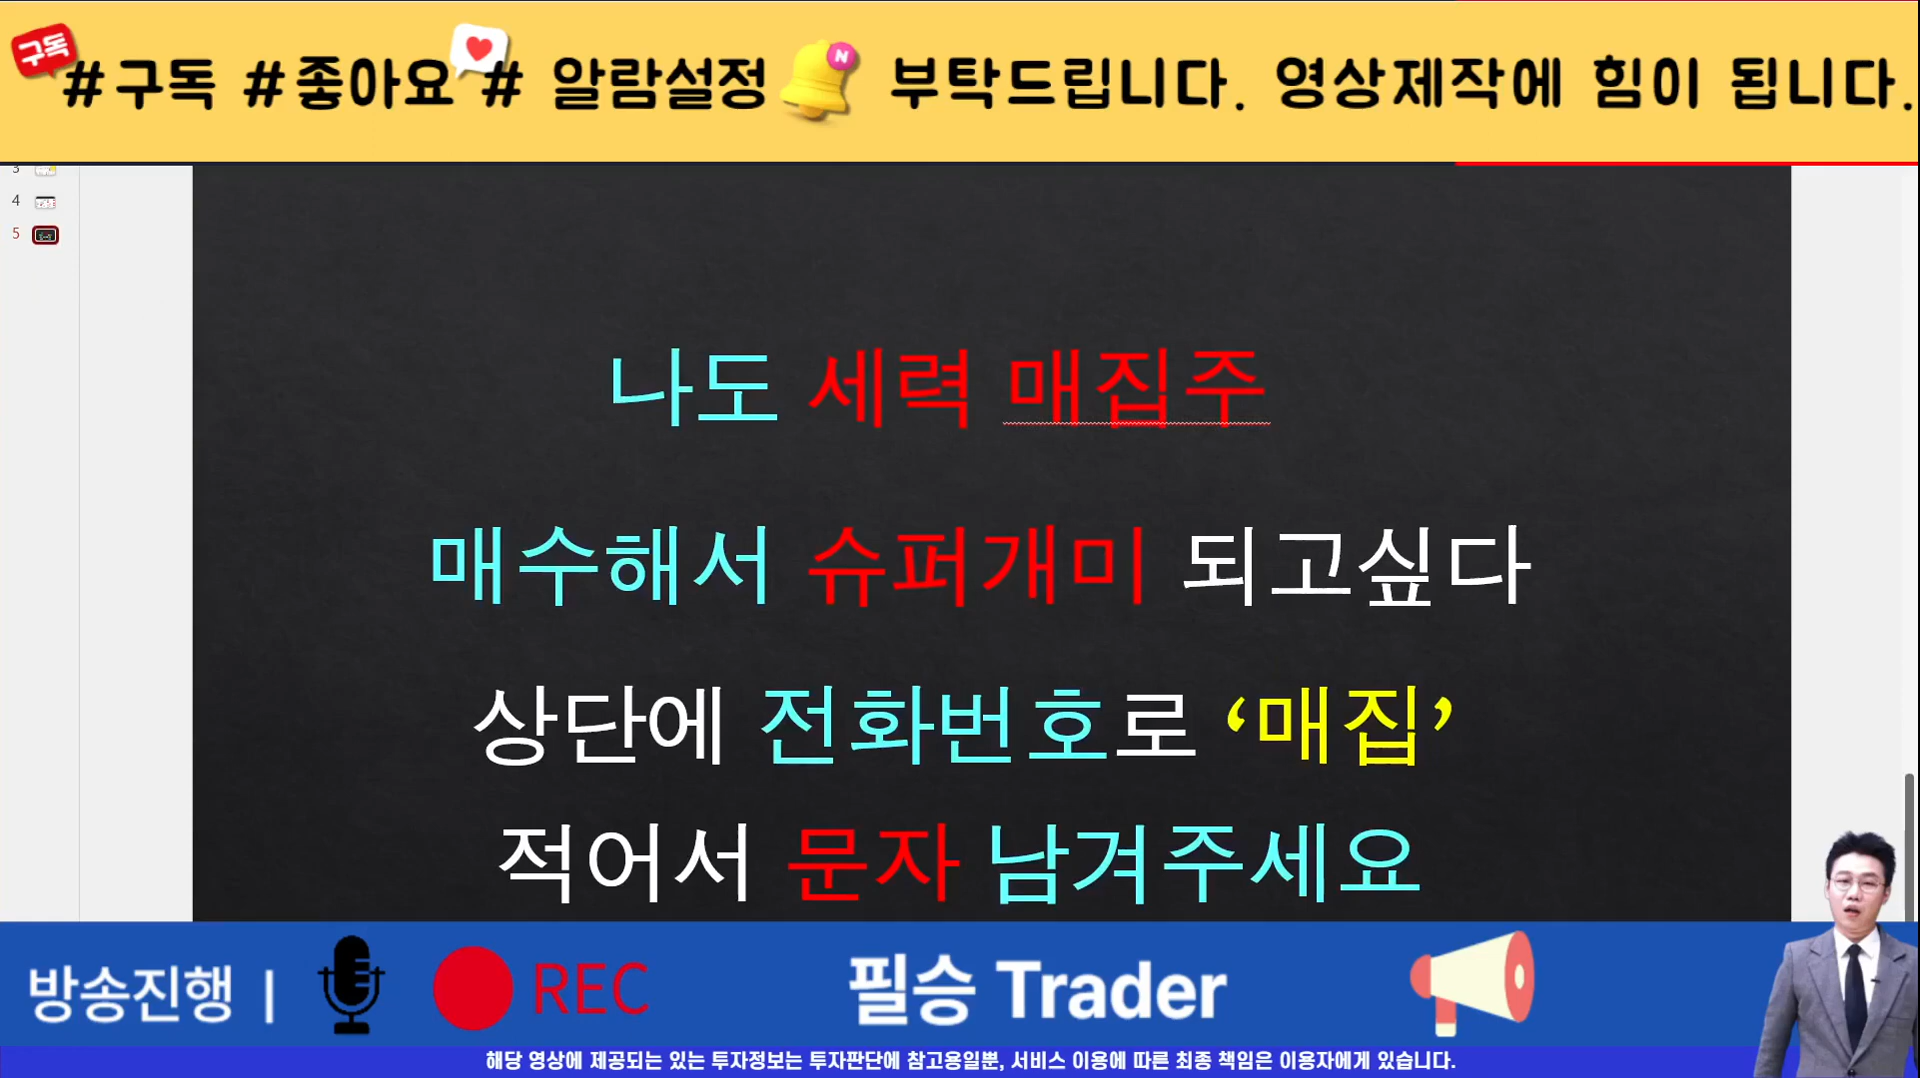 구독
#구독 #좋아요 # 알람설정 N 부탁드립니다. 영상제작에 힘이 됩니다.
3
4
5
나도 세력 매집주
매수해서 슈퍼개미 되고싶다
상단에 전화번호로 ‘매집’
적어서 문자 남겨주세요
방송진행 | REC 필승 Trader
해당 영상에 제공되는 있는 투자정보는 투자판단에 참고용일뿐, 서비스 이용에 따른 최종 책임은 이용자에게 있습니다.